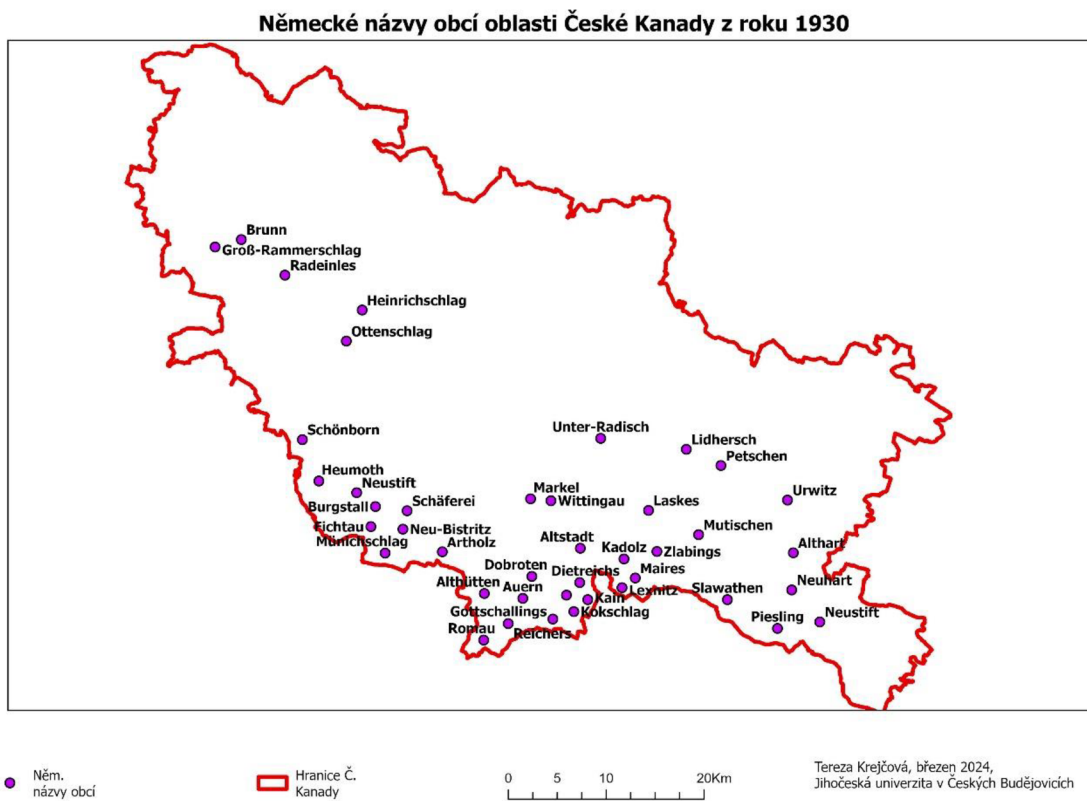 Německé názvy obcí oblasti České Kanady z roku 1930
Brunn
Groß-Rammerschlag
Radeinles
Heinrichschlag
Ottenschlag
Schönborn
Unter-Radisch
Lidhersch
Petschen
Heumoth
Neustift
Burgstall
Schäferei
Markel
Wittingau
Laskes
Urwitz
Fichtau
Neu-Bistritz
Münichschlag
Artholz
Altstadt
Mutischen
Kadolz
Zlabings
Althart
Dobroten
Dietreichs
Maires
Althütten
Auern
Kain
Lexnitz
Slawathen
Neuhart
Gottschallings
Kokschlag
Romau
Reichers
Piesling
Neustift
Něm.
názvy obcí
Hranice Č.
Kanady
0 5 10 20Km
Tereza Krejčová, březen 2024,
Jihočeská univerzita v Českých Budějovicích